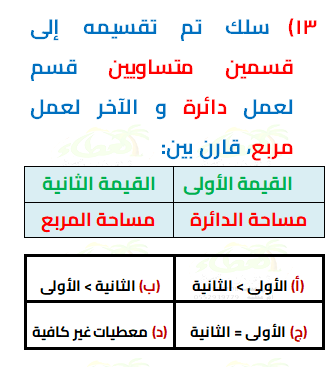 ١٣) سلك تم تقسيمه إلى
قسمين متساويين قسم
لعمل دائرة و الآخر لعمل
مربع، قارن بين:
القيمة الأولى القيمة الثانية
مساحة الدائرة مساحة المربع
(أ) الأولى > الثانية (ب) الثانية > الأولى
(ج) الأولى = الثانية (د) معطيات غير كافية